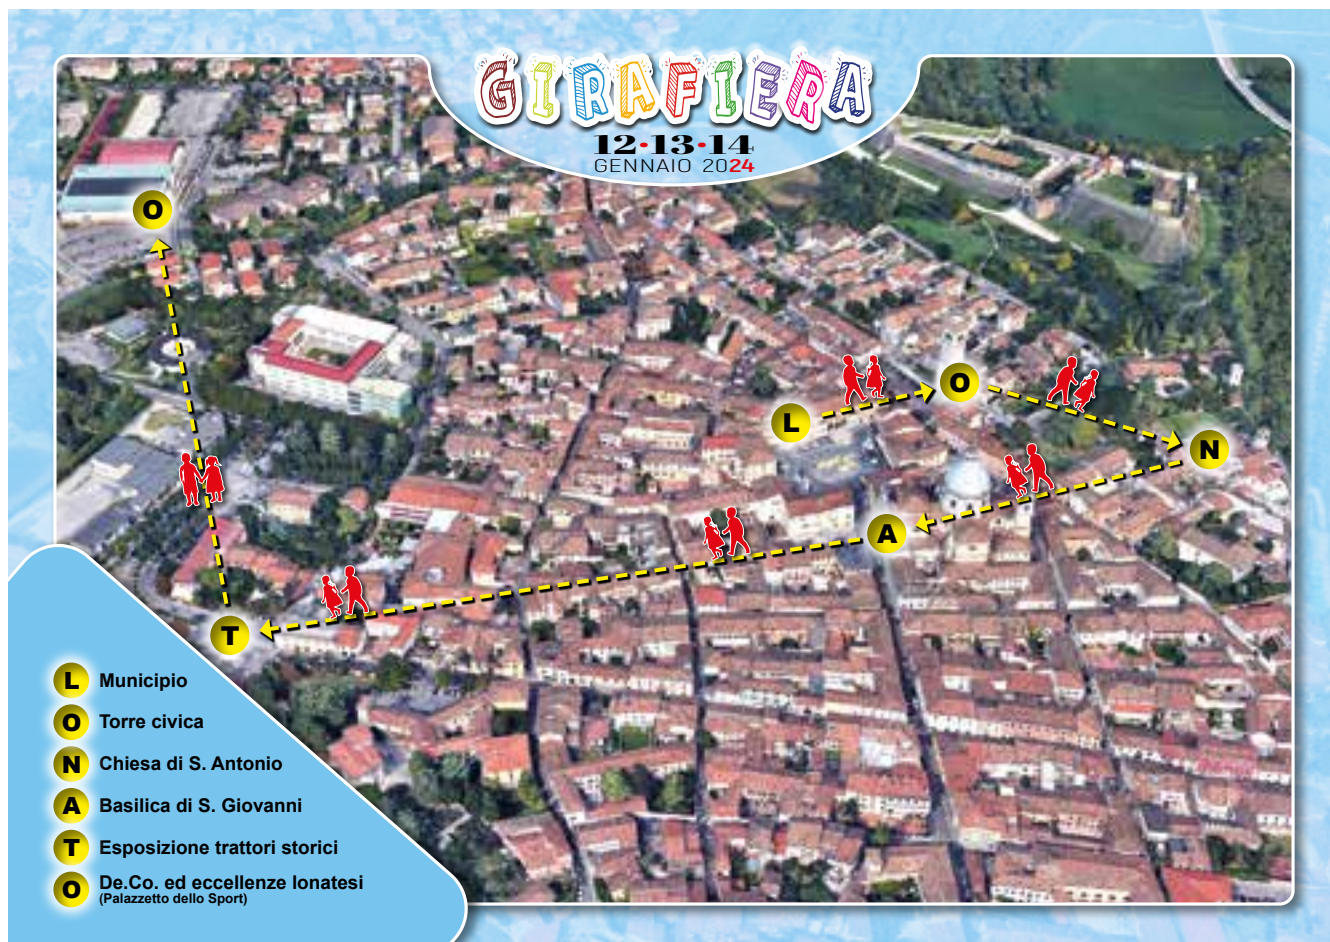 GIRAFIERA
12·13·14
GENNAIO 2024
O
L
O
N
A
T
L Municipio
O Torre civica
N Chiesa di S. Antonio
A Basilica di S. Giovanni
T Esposizione trattori storici
O De.Co. ed eccellenze lonatesi
(Palazzetto dello Sport)